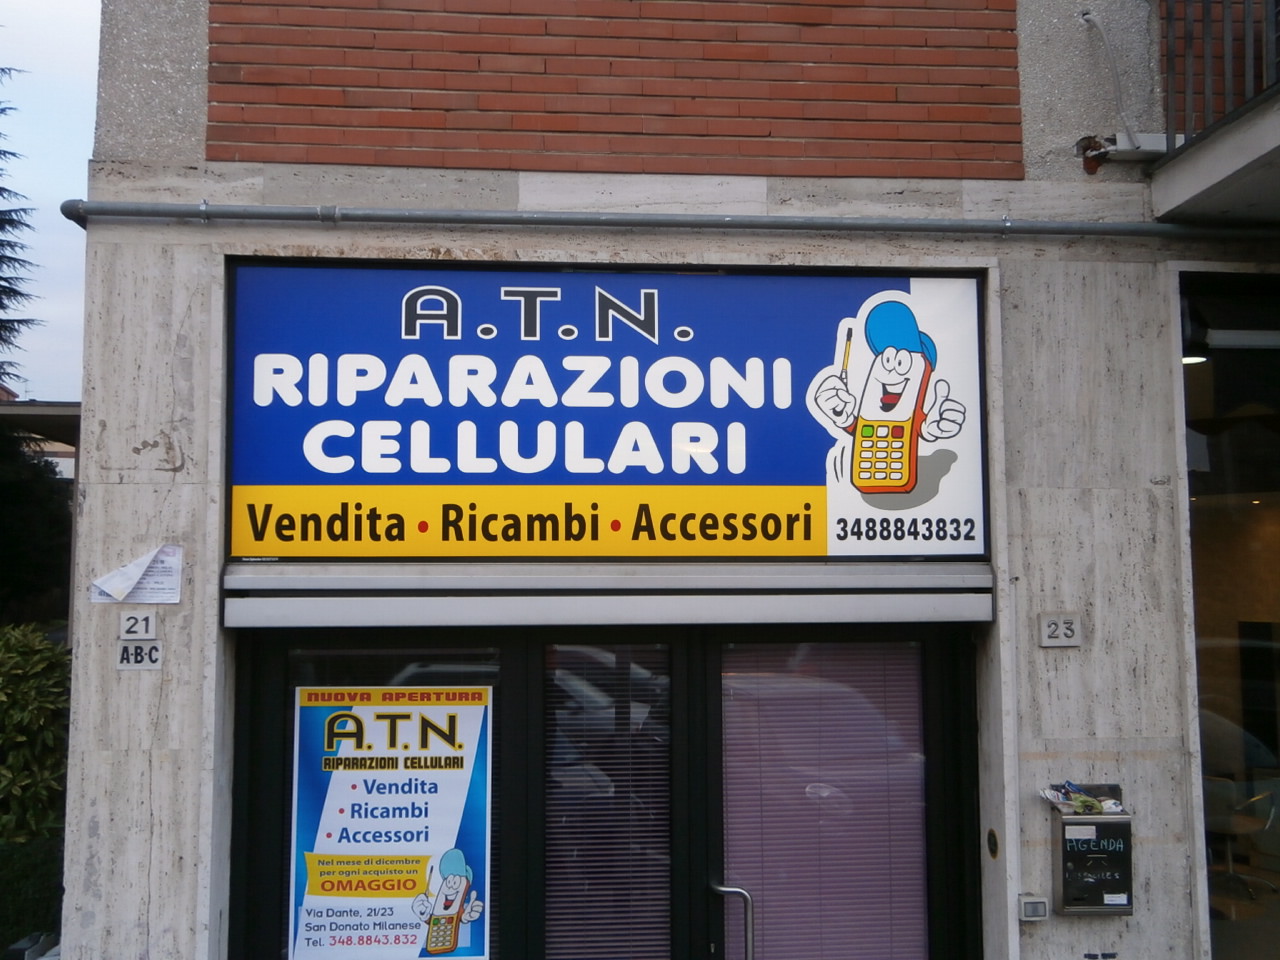 A.T.N.
RIPARAZIONI
CELLULARI
Vendita • Ricambi • Accessori
3488843832
21
A·B·C
23
NUOVA APERTURA
A.T.N.
RIPARAZIONI CELLULARI
• Vendita
• Ricambi
• Accessori
Nel mese di dicembre
per ogni acquisto un
OMAGGIO
Via Dante, 21/23
San Donato Milanese
Tel. 348.8843.832
AGENDA